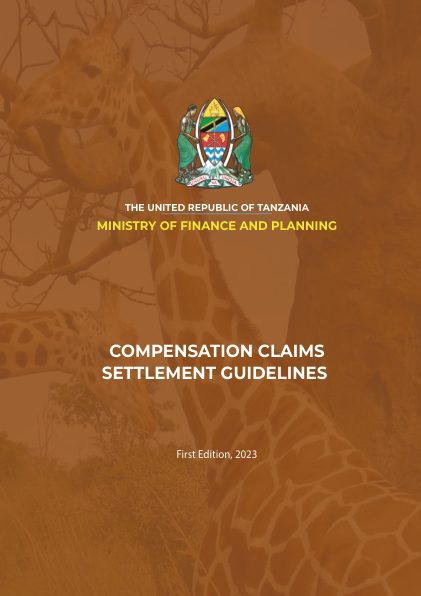 THE UNITED REPUBLIC OF TANZANIA
MINISTRY OF FINANCE AND PLANNING
COMPENSATION CLAIMS
SETTLEMENT GUIDELINES
First Edition, 2023